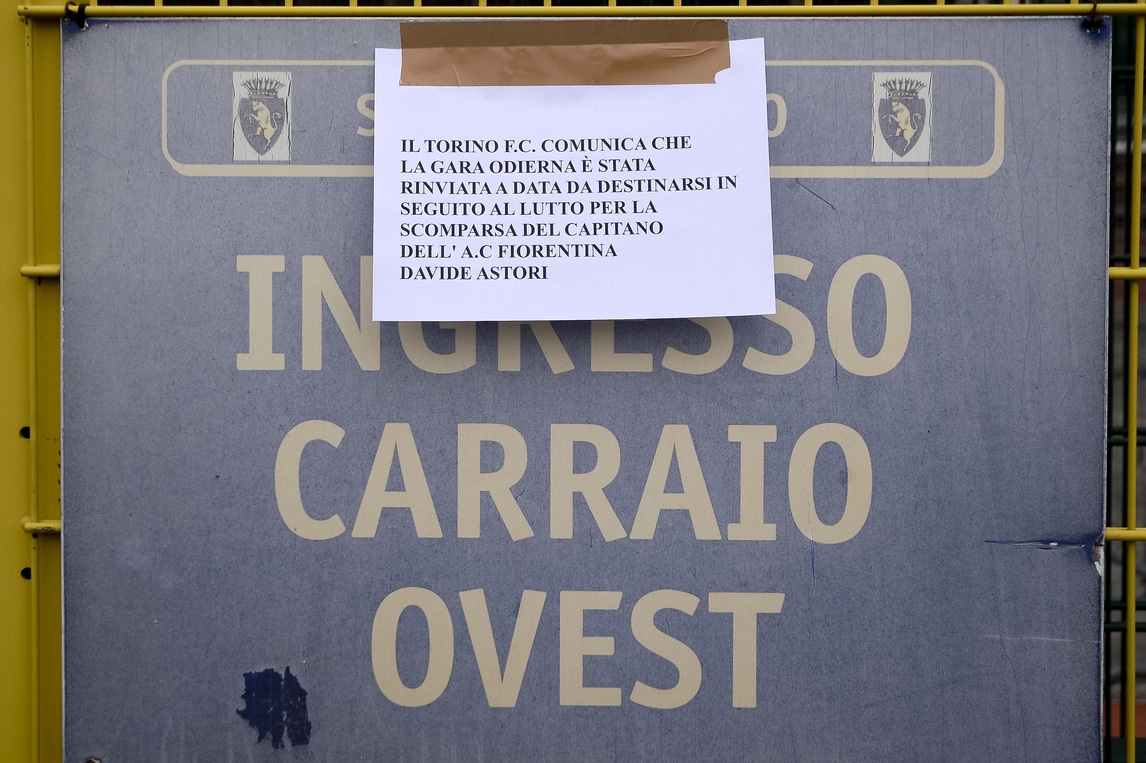 IL TORINO F.C. COMUNICA CHE
LA GARA ODIERNA È STATA
RINVIATA A DATA DA DESTINARSI IN
SEGUITO AL LUTTO PER LA
SCOMPARSA DEL CAPITANO
DELL' A.C FIORENTINA
DAVIDE ASTORI
INGRESSO
CARRAIO
OVEST